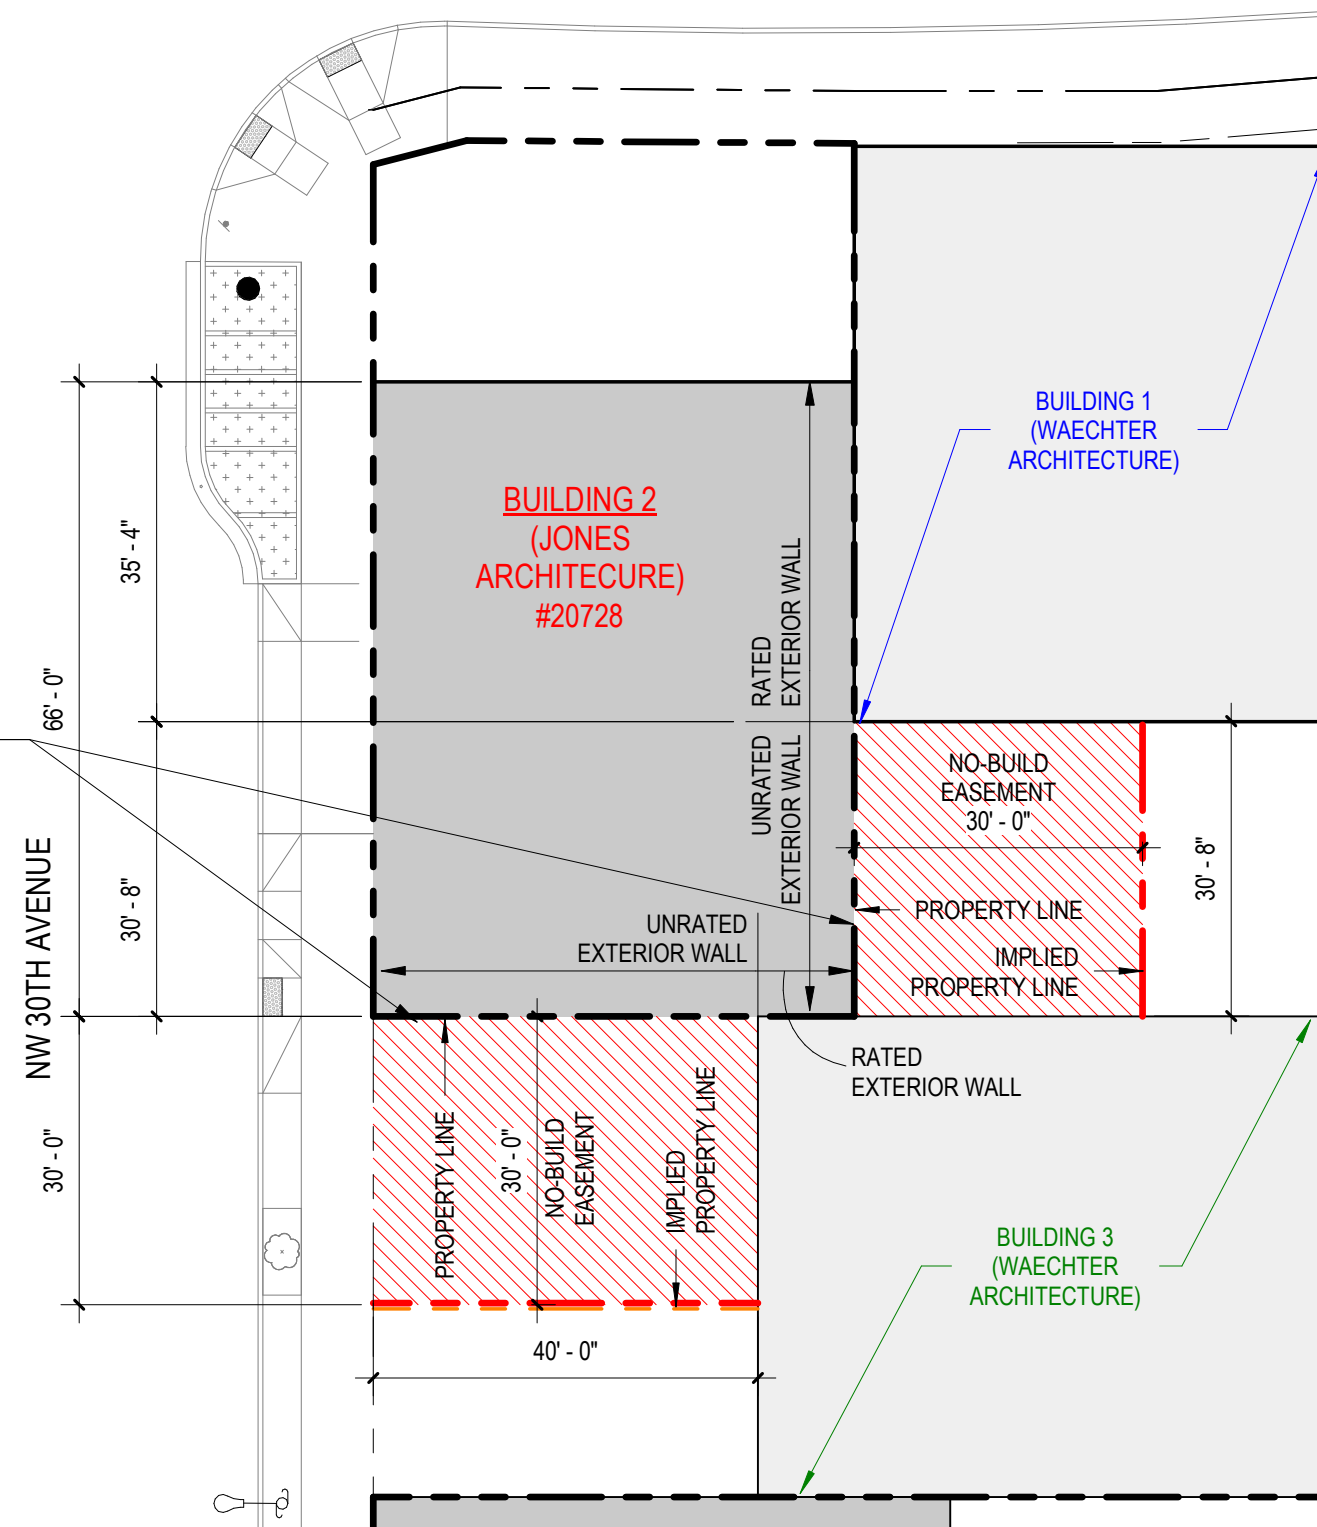 BUILDING 1
(WAECHTER
ARCHITECTURE)
BUILDING 2
(JONES
ARCHITECURE)
#20728
35' - 4"
RATED
EXTERIOR WALL
66' - 0"
UNRATED
EXTERIOR WALL
NO-BUILD
EASEMENT
30' - 0"
30' - 8"
30' - 8"
NW 30TH AVENUE
PROPERTY LINE
UNRATED
EXTERIOR WALL
IMPLIED
PROPERTY LINE
RATED
EXTERIOR WALL
30' - 0"
PROPERTY LINE
30' - 0"
NO-BUILD
EASEMENT
IMPLIED
PROPERTY LINE
BUILDING 3
(WAECHTER
ARCHITECTURE)
40' - 0"